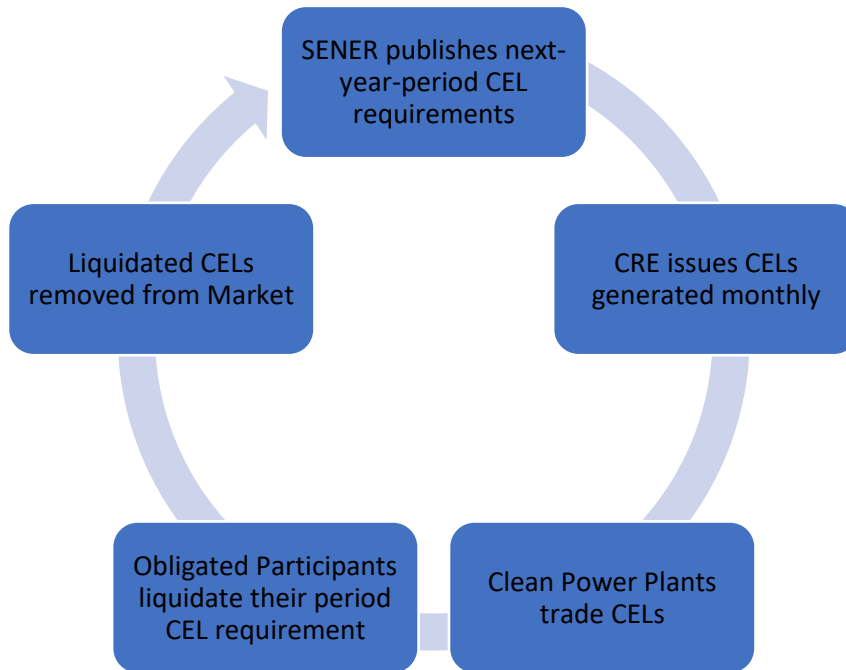 SENER publishes next-
year-period CEL
requirements
CRE issues CELs
generated monthly
Clean Power Plants
trade CELs
Obligated Participants
liquidate their period
CEL requirement
Liquidated CELs
removed from Market